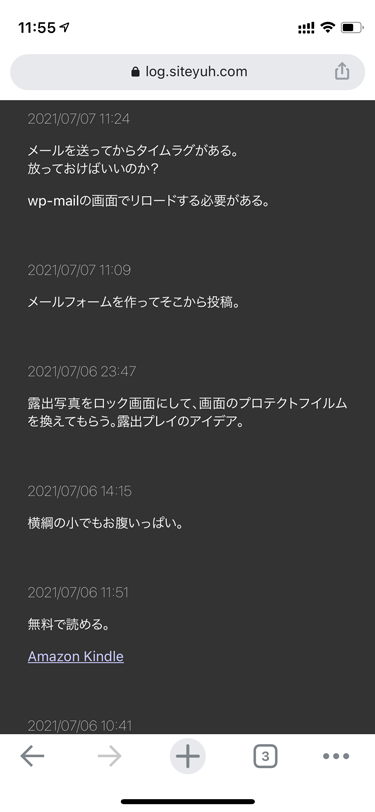 11:55
log.siteyuh.com
2021/07/07 11:24
メールを送ってからタイムラグがある。
放っておけばいいのか？
wp-mailの画面でリロードする必要がある。
2021/07/07 11:09
メールフォームを作ってそこから投稿。
2021/07/06 23:47
露出写真をロック画面にして、画面のプロテクトフイルム
を換えてもらう。露出プレイのアイデア。
2021/07/06 14:15
横綱の小でもお腹いっぱい。
2021/07/06 11:51
無料で読める。
Amazon Kindle
2021/07/06 10:41
3